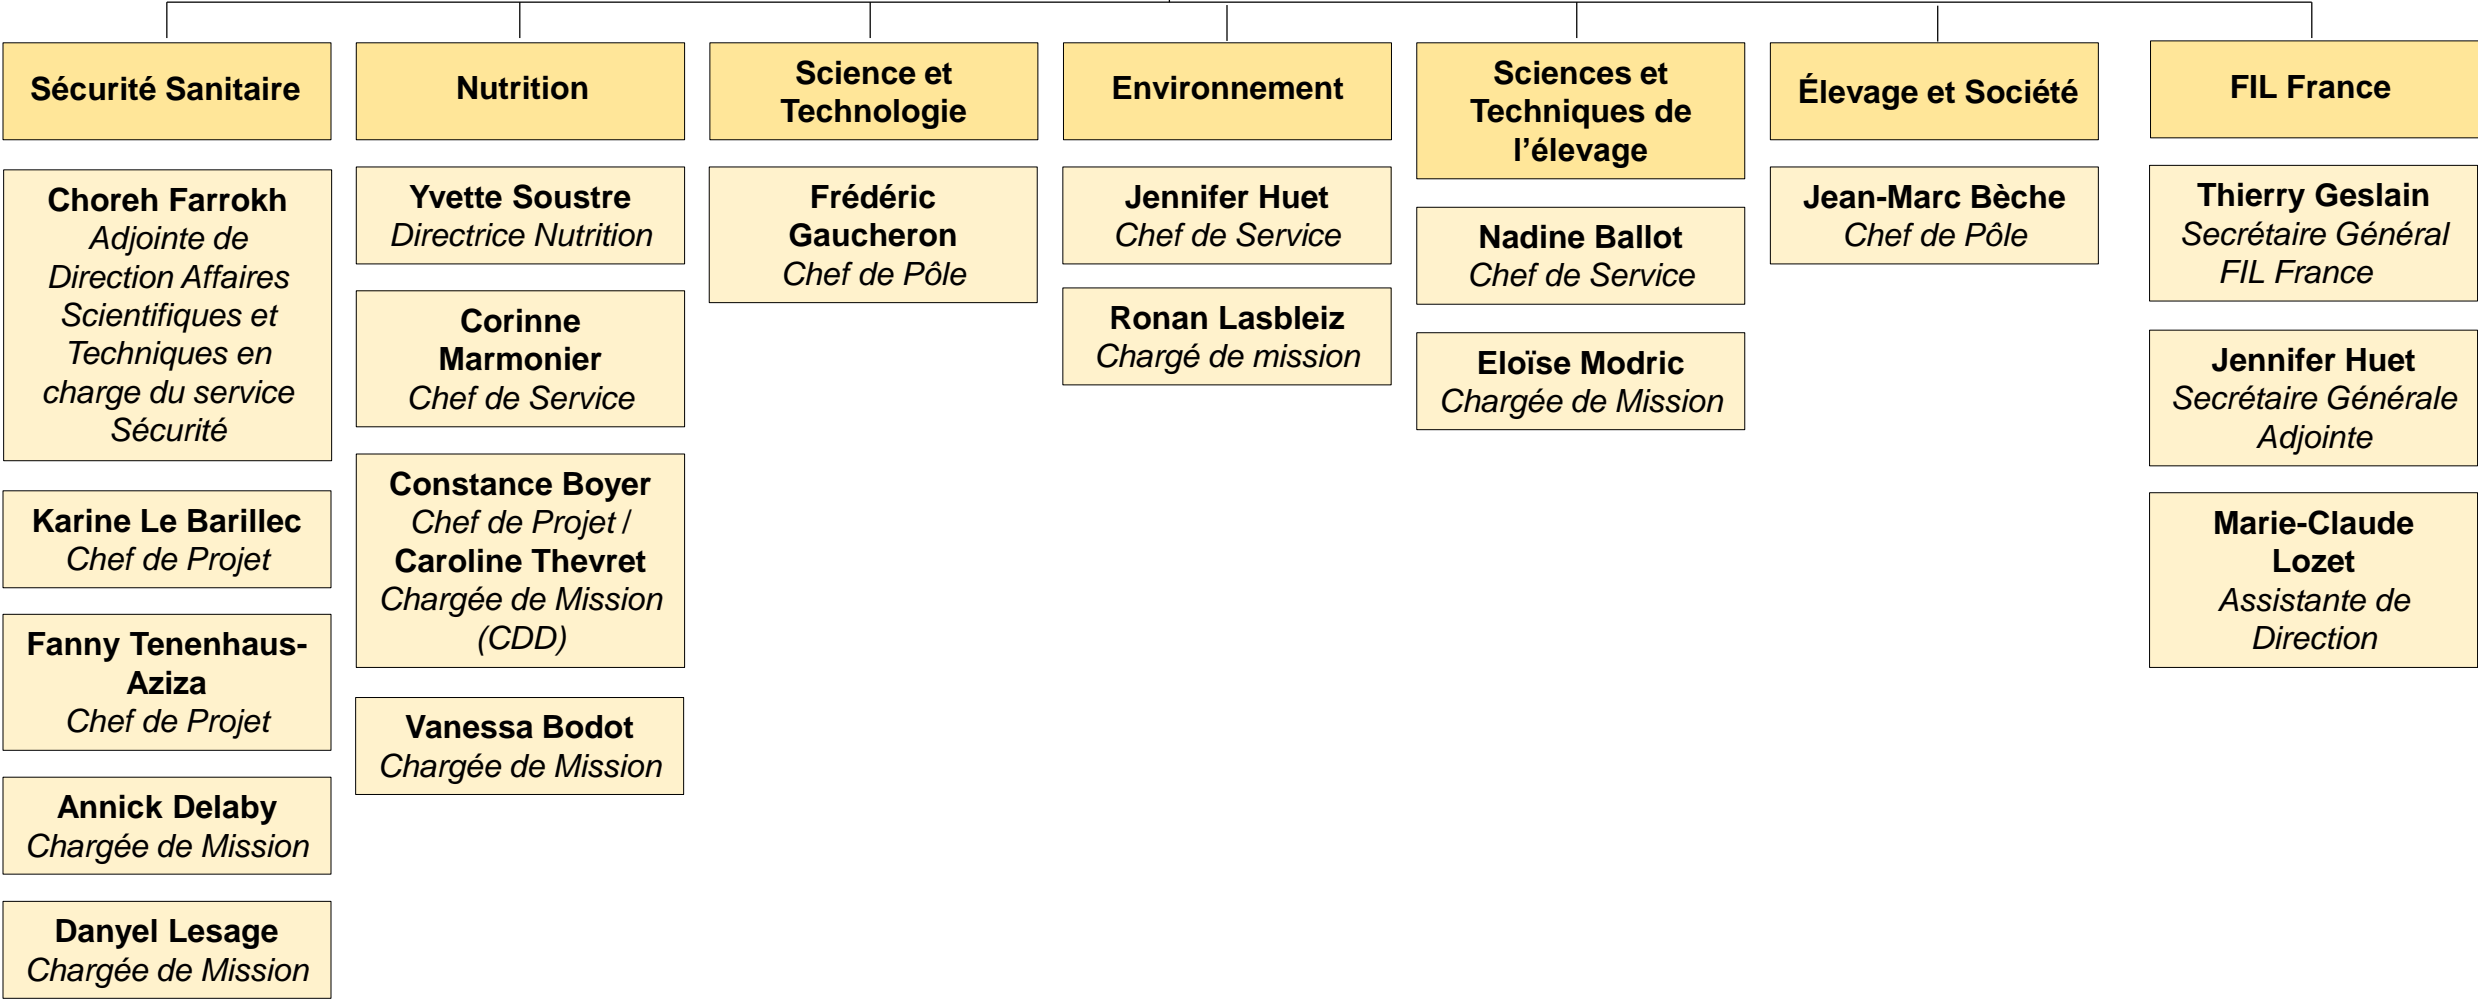 Sécurité Sanitaire
Choreh Farrokh
Adjointe de
Direction Affaires
Scientifiques et
Techniques en
charge du service
Sécurité
Karine Le Barillec
Chef de Projet
Fanny Tenenhaus-
Aziza
Chef de Projet
Annick Delaby
Chargée de Mission
Danyel Lesage
Chargée de Mission
Nutrition
Yvette Soustre
Directrice Nutrition
Corinne
Marmonier
Chef de Service
Constance Boyer
Chef de Projet /
Caroline Thevret
Chargée de Mission
(CDD)
Vanessa Bodot
Chargée de Mission
Science et
Technologie
Frédéric
Gaucheron
Chef de Pôle
Environnement
Jennifer Huet
Chef de Service
Ronan Lasbleiz
Chargé de mission
Sciences et
Techniques de
l’élevage
Nadine Ballot
Chef de Service
Eloïse Modric
Chargée de Mission
Élevage et Société
Jean-Marc Bèche
Chef de Pôle
FIL France
Thierry Geslain
Secrétaire Général
FIL France
Jennifer Huet
Secrétaire Générale
Adjointe
Marie-Claude
Lozet
Assistante de
Direction